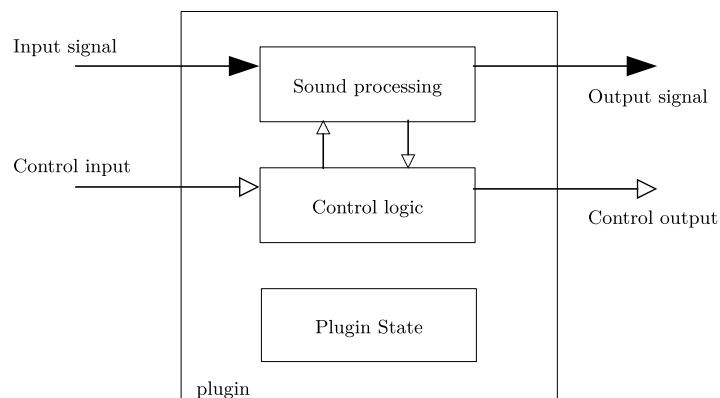 Input signal
Sound processing
Output signal
Control input
Control logic
Control output
Plugin State
plugin